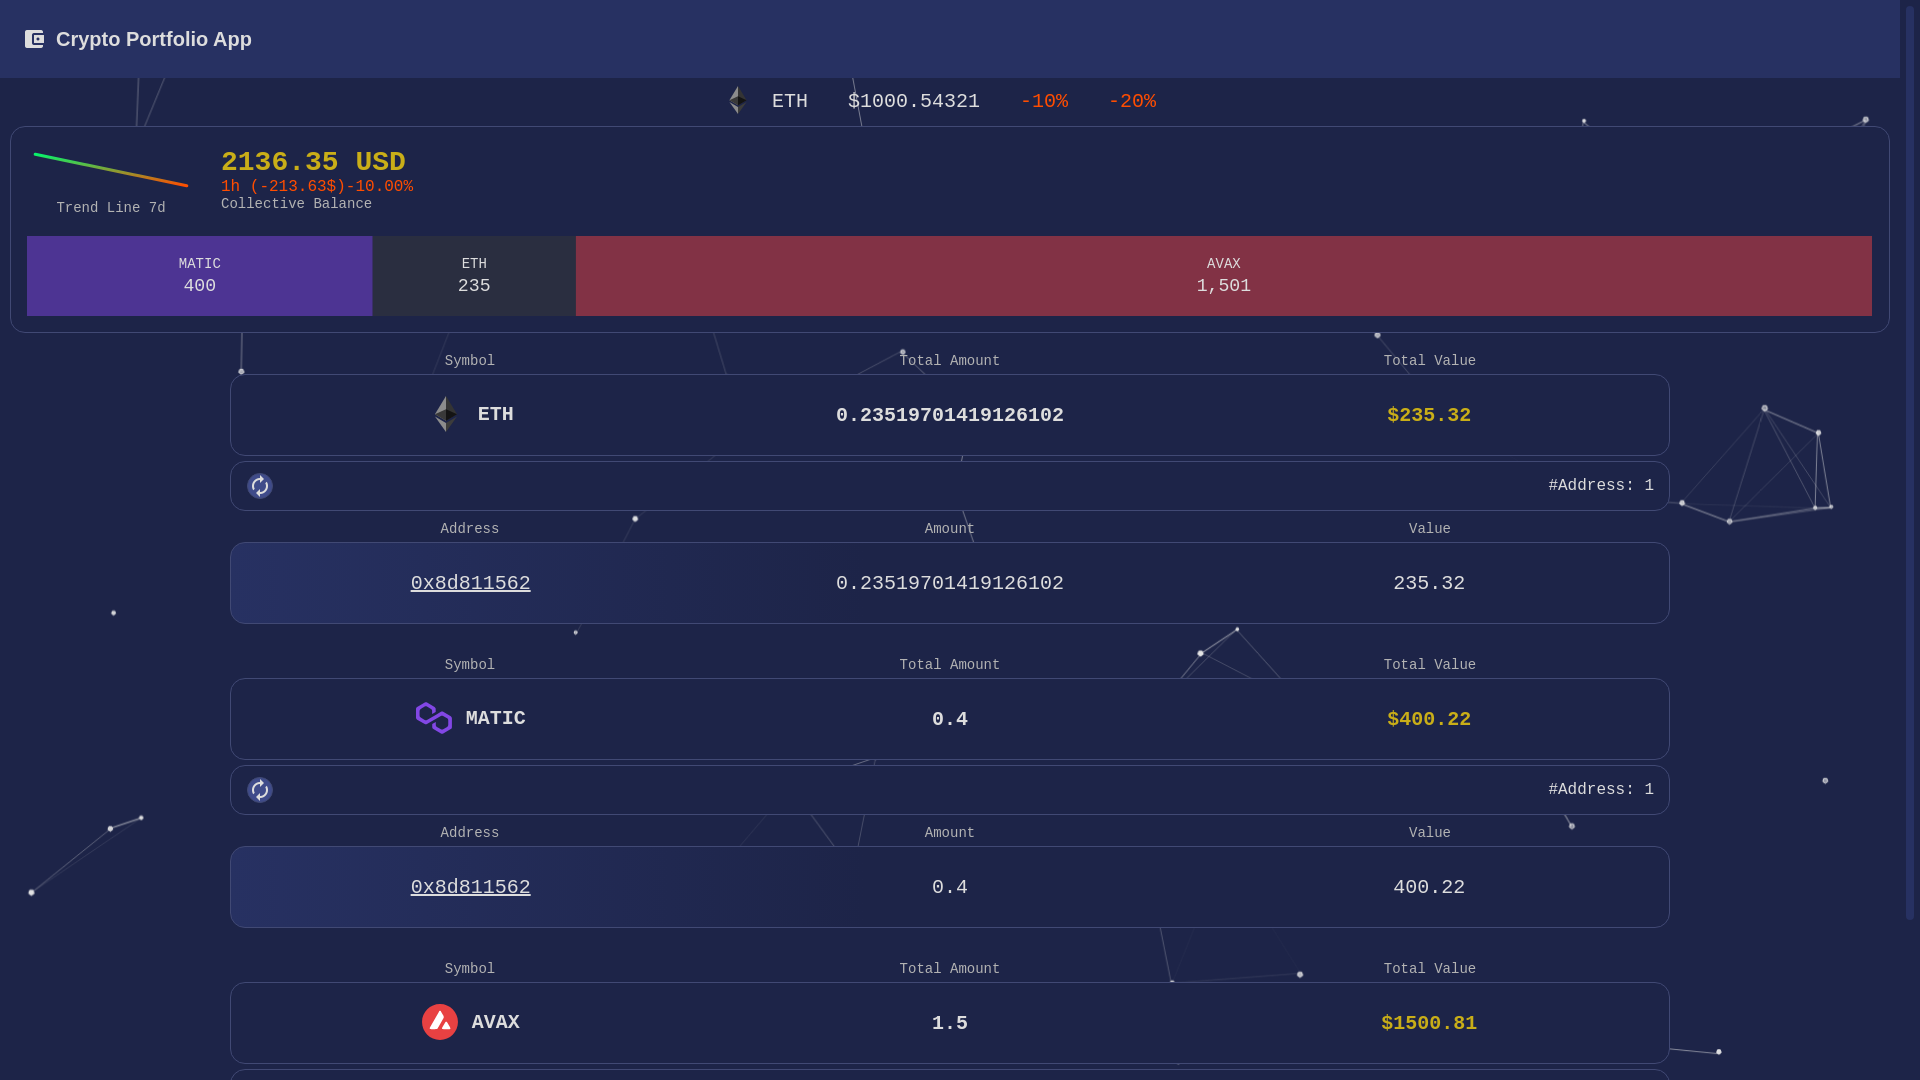 Crypto Portfolio App
ETH $1000.54321 -10% -20%
2136.35 USD
1h (-213.63$)-10.00%
Collective Balance
Trend Line 7d
MATIC
400
ETH
235
AVAX
1,501
Symbol Total Amount Total Value
ETH 0.23519701419126102 $235.32
#Address: 1
Address Amount Value
0x8d811562 0.23519701419126102 235.32
Symbol Total Amount Total Value
MATIC 0.4 $400.22
#Address: 1
Address Amount Value
0x8d811562 0.4 400.22
Symbol Total Amount Total Value
AVAX 1.5 $1500.81